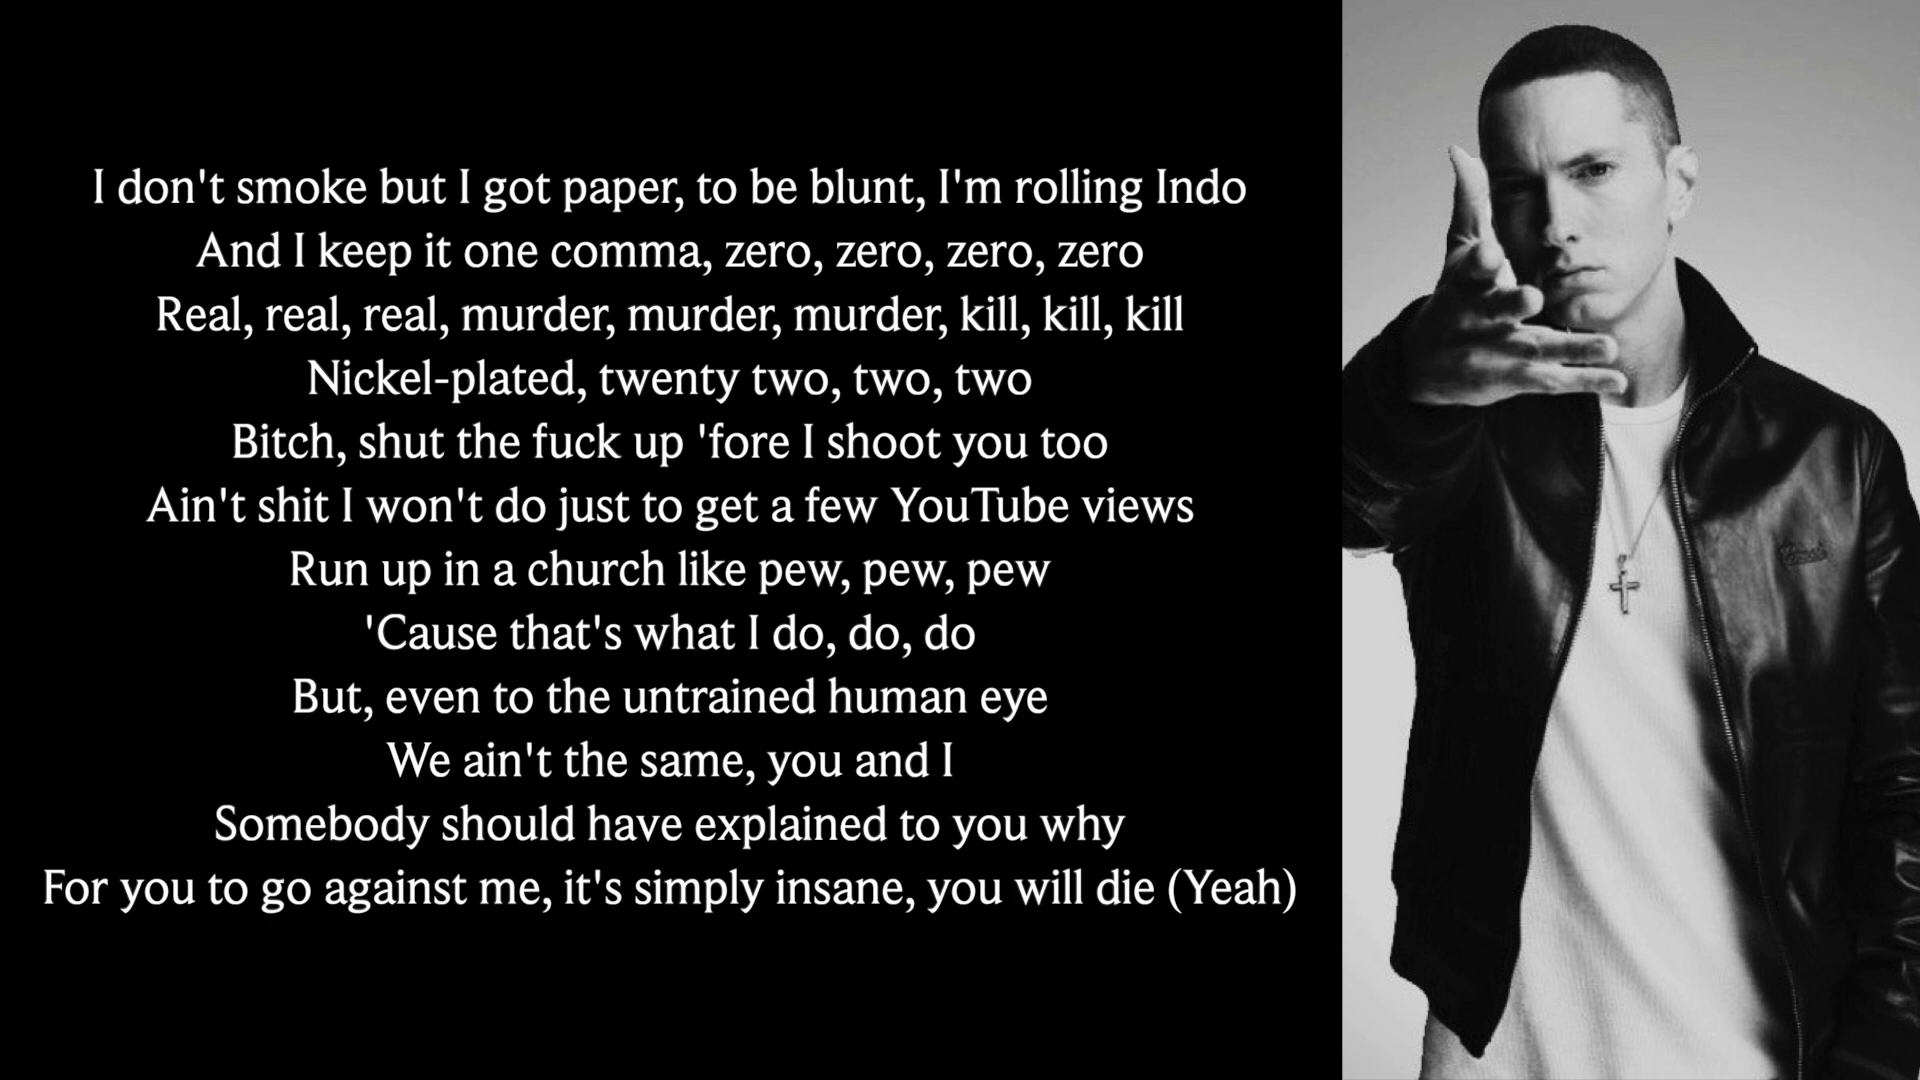 I don't smoke but I got paper, to be blunt, I'm rolling Indo
And I keep it one comma, zero, zero, zero, zero
Real, real, real, murder, murder, murder, kill, kill, kill
Nickel-plated, twenty two, two, two
Bitch, shut the fuck up 'fore I shoot you too
Ain't shit I won't do just to get a few YouTube views
Run up in a church like pew, pew, pew
'Cause that's what I do, do, do
But, even to the untrained human eye
We ain't the same, you and I
Somebody should have explained to you why
For you to go against me, it's simply insane, you will die (Yeah)